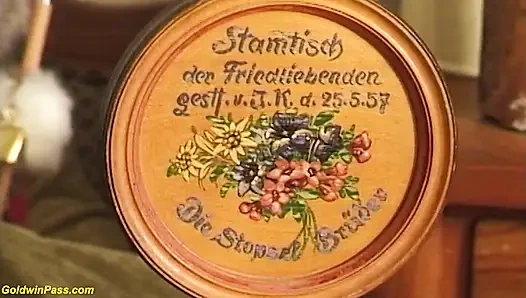 Stamtisch
der Friedliebenden
gestf. v. J. K. d. 25.5.57
Die Stopsel Brüder
GoldwinPass.com